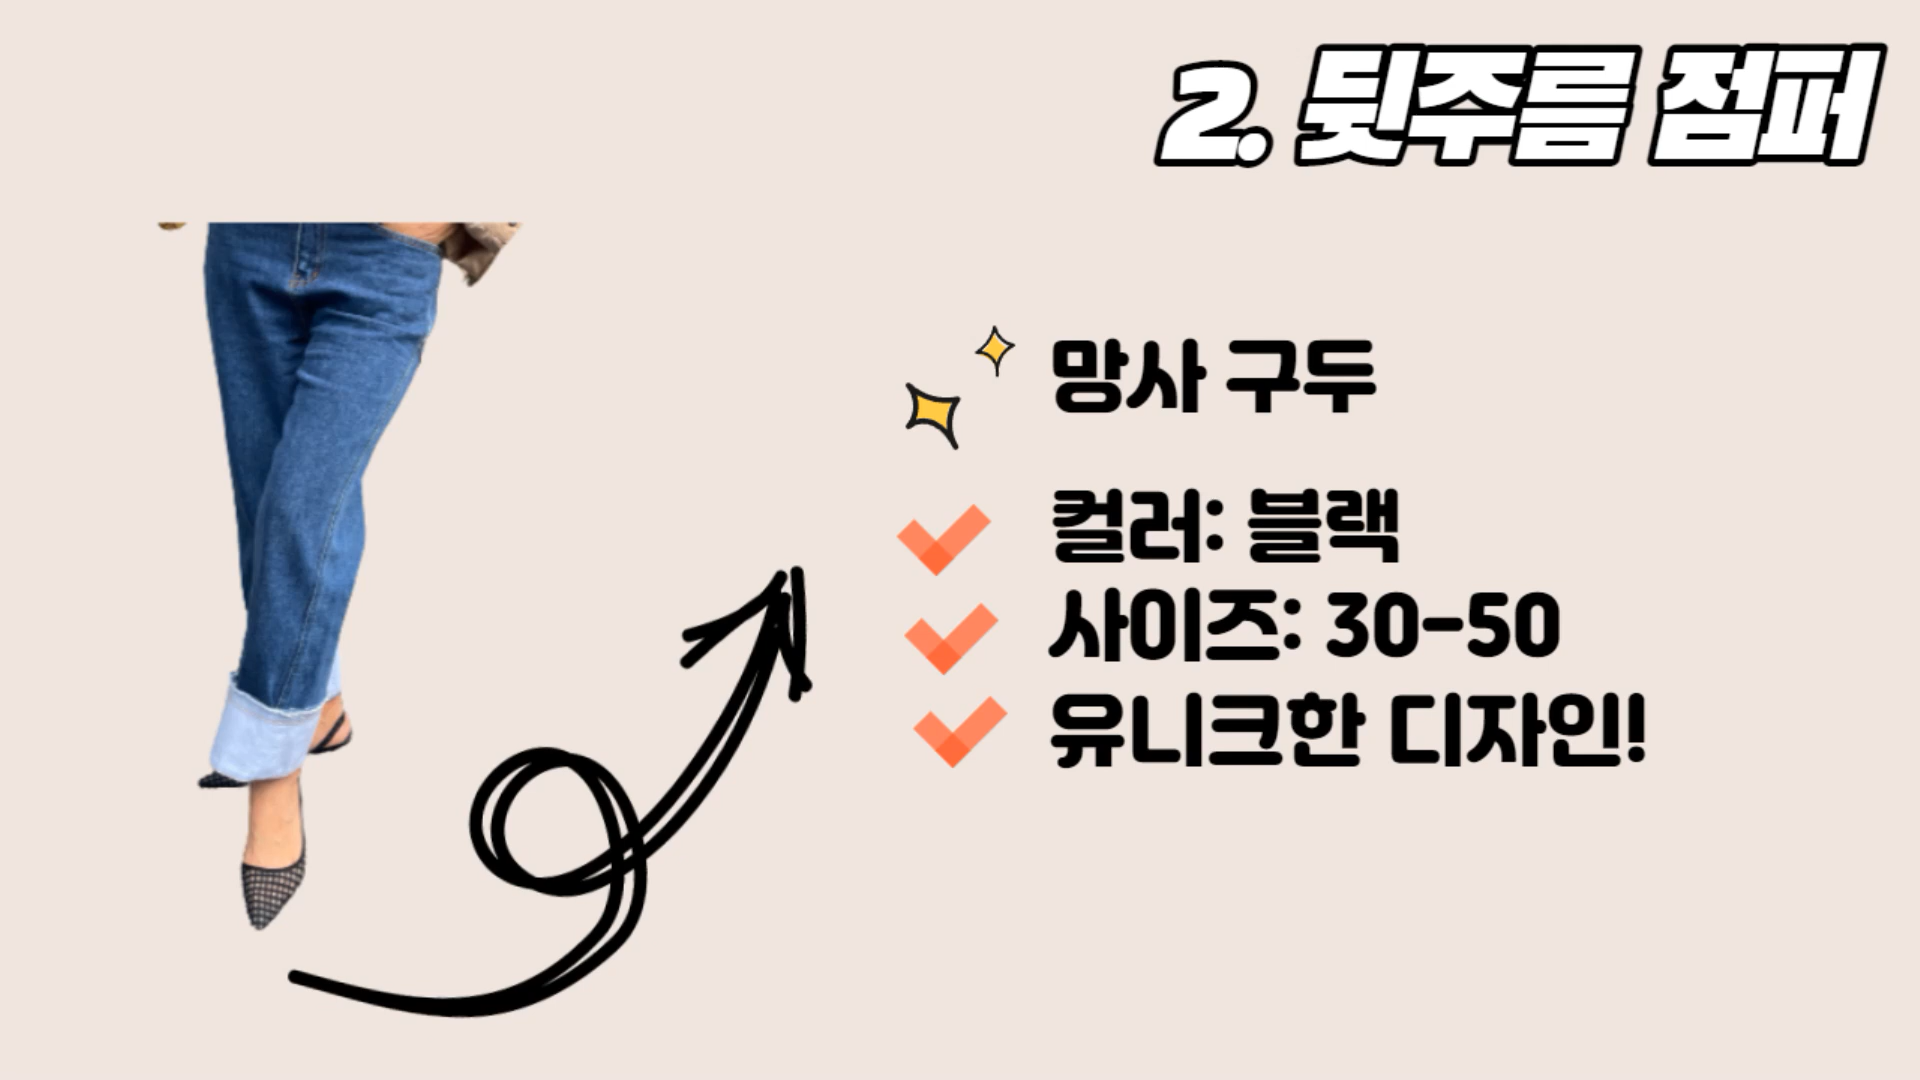 2. 뒷주름 점퍼
망사 구두
컬러: 블랙
사이즈: 30-50
유니크한 디자인!